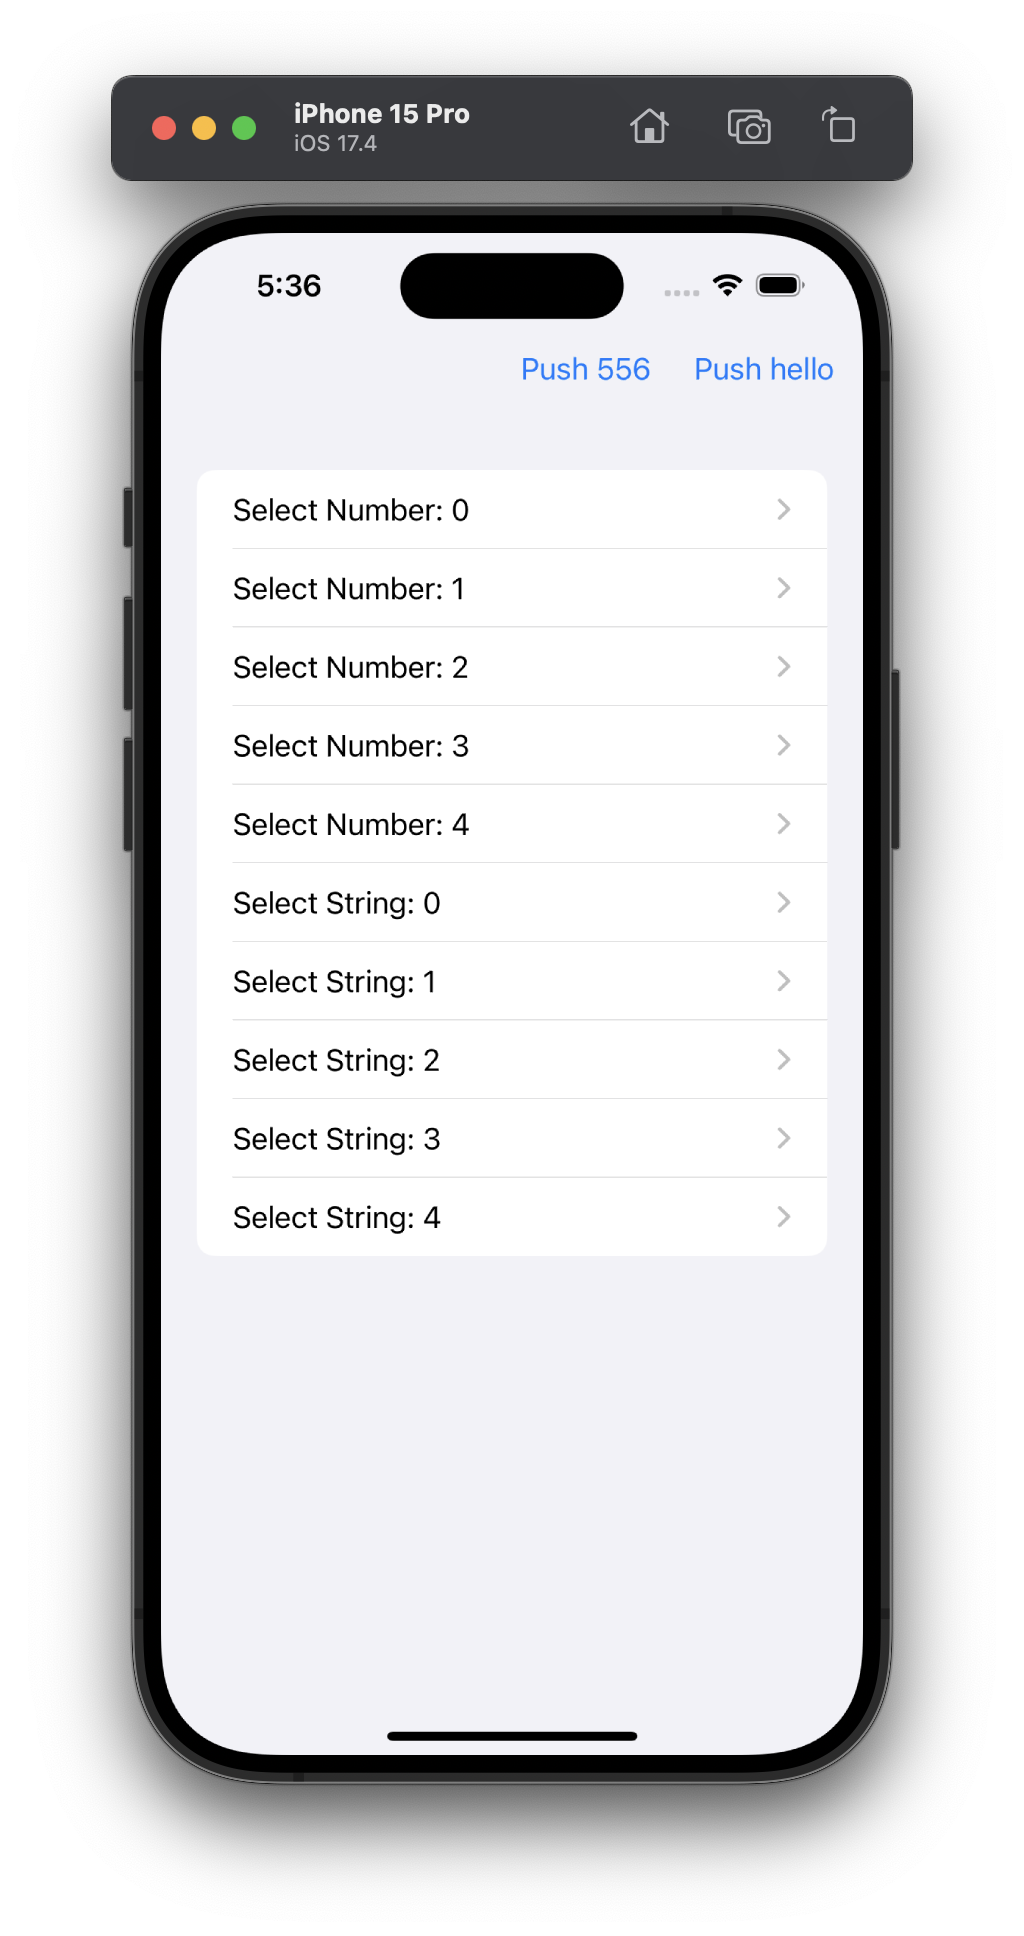 iPhone 15 Pro
iOS 17.4
5:36
Push 556 Push hello
Select Number: 0
Select Number: 1
Select Number: 2
Select Number: 3
Select Number: 4
Select String: 0
Select String: 1
Select String: 2
Select String: 3
Select String: 4